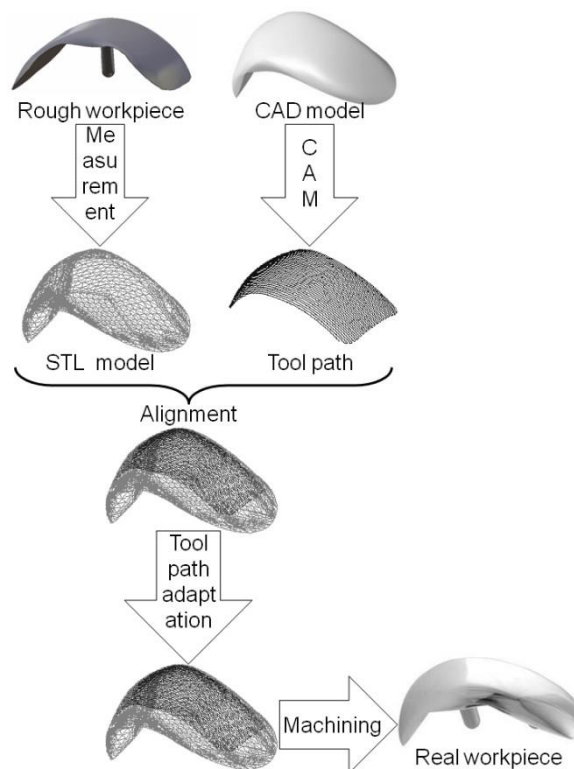 Rough workpiece
CAD model
Me
asu
rem
ent
C
A
M
STL model
Tool path
Alignment
Tool
path
adapt
ation
Machining
Real workpiece